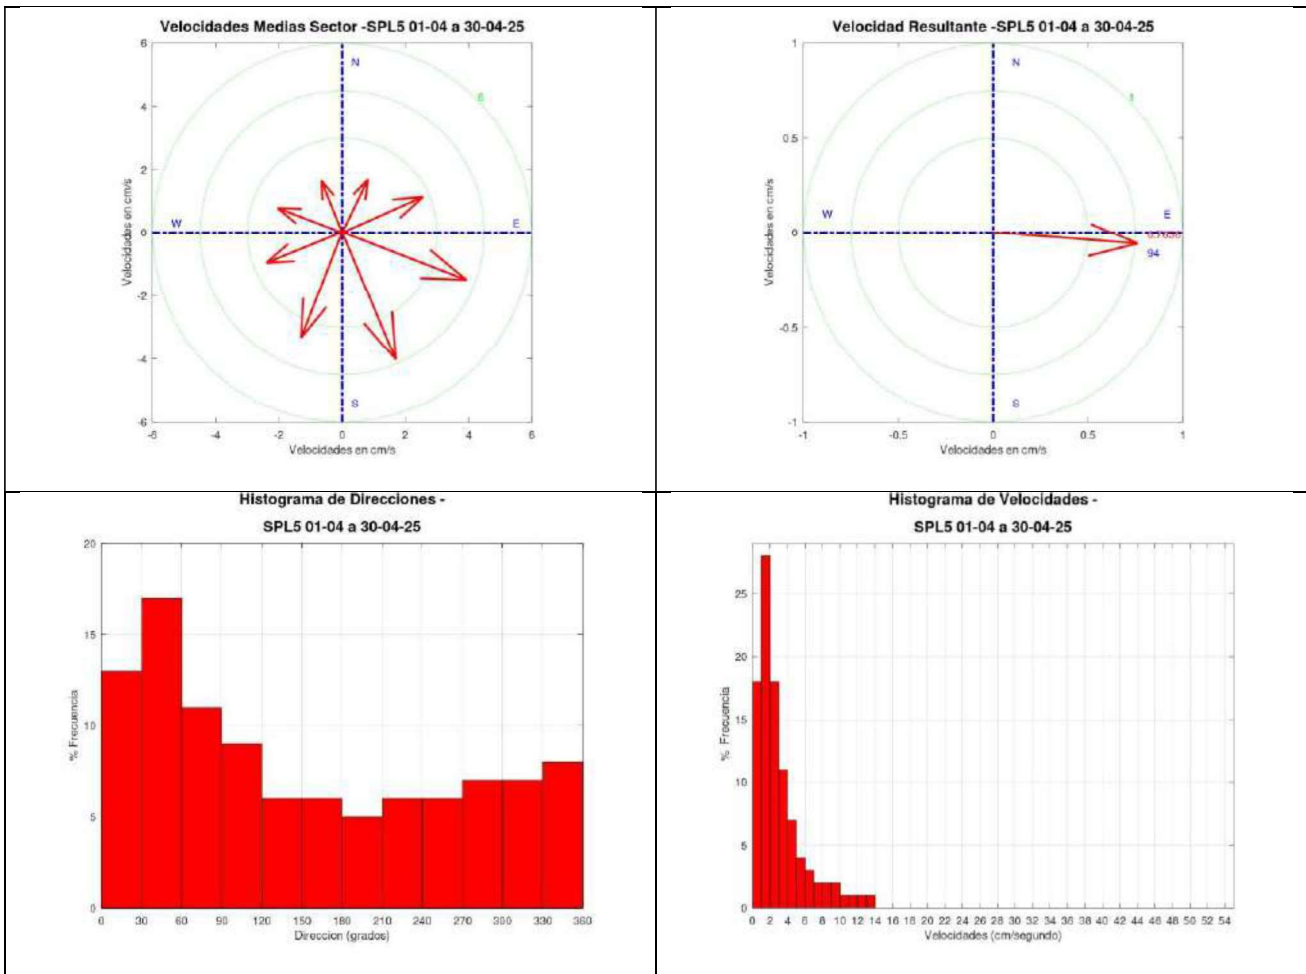 Velocidades Medias Sector -SPL5 01-04 a 30-04-25
6
4
2
0
-2
-4
-6
-6 -4 -2 0 2 4 6
N
W
E
S
6
Velocidades en cm/s
Velocidades en cm/s
Velocidad Resultante -SPL5 01-04 a 30-04-25
1
0.5
0
-0.5
-1
-1 -0.5 0 0.5 1
N
W
E
S
1
94
Velocidades en cm/s
Velocidades en cm/s
Histograma de Direcciones -
SPL5 01-04 a 30-04-25
20
15
10
5
0
0 30 60 90 120 150 180 210 240 270 300 330 360
% Frecuencia
Direccion (grados)
Histograma de Velocidades -
SPL5 01-04 a 30-04-25
25
20
15
10
5
0
0 2 4 6 8 10 12 14 16 18 20 22 24 26 28 30 32 34 36 38 40 42 44 46 48 50 52 54
% Frecuencia
Velocidades (cm/segundo)